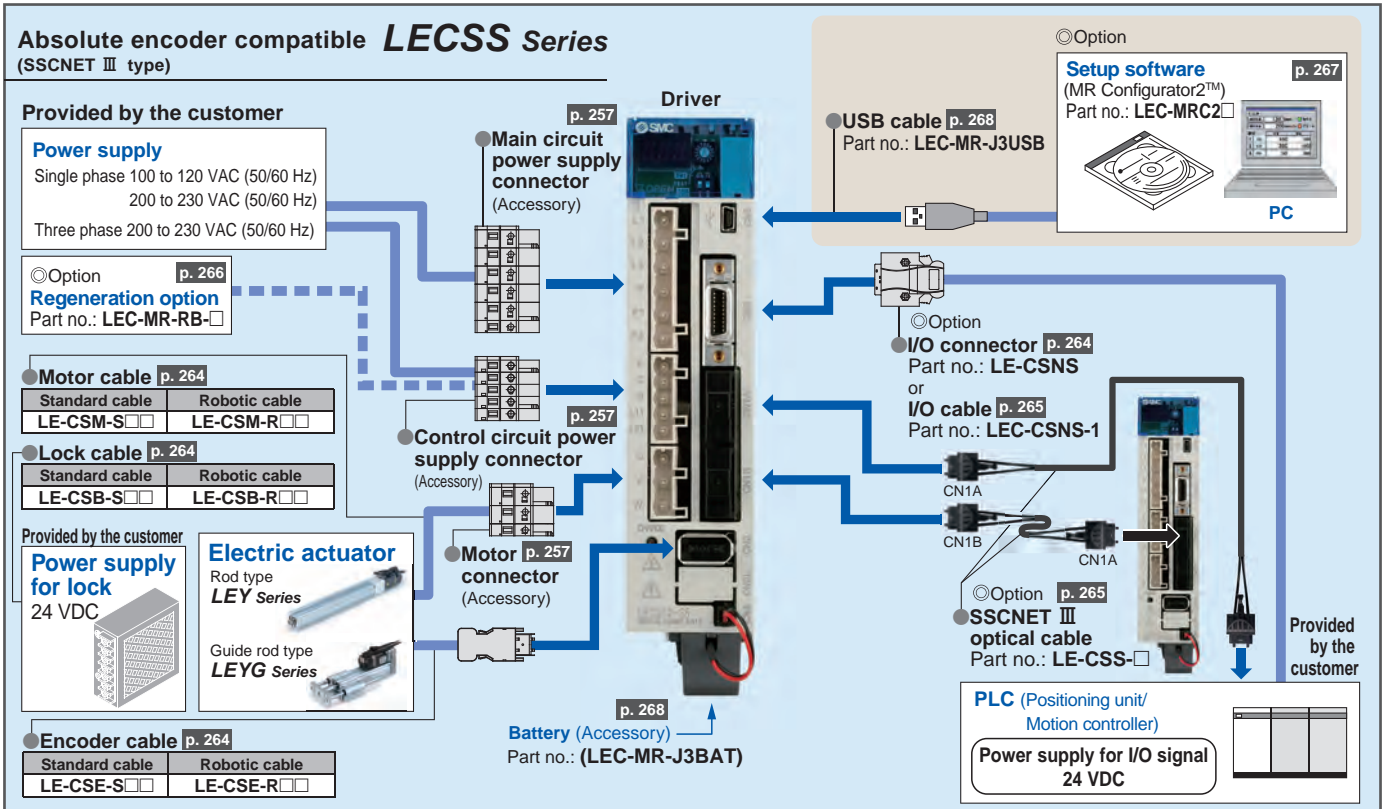 Absolute encoder compatible LECSS Series
(SSCNET Ⅲ type)
Provided by the customer
Power supply
Single phase 100 to 120 VAC (50/60 Hz)
200 to 230 VAC (50/60 Hz)
Three phase 200 to 230 VAC (50/60 Hz)
◎Option p. 266
Regeneration option
Part no.: LEC-MR-RB-□
●Motor cable p. 264
Standard cable Robotic cable
LE-CSM-S□□ LE-CSM-R□□
●Lock cable p. 264
Standard cable Robotic cable
LE-CSB-S□□ LE-CSB-R□□
Provided by the customer
Power supply
for lock
24 VDC
Electric actuator
Rod type
LEY Series
Guide rod type
LEYG Series
●Encoder cable p. 264
Standard cable Robotic cable
LE-CSE-S□□ LE-CSE-R□□
p. 257
●Main circuit
power supply
connector
(Accessory)
p. 257
●Control circuit power
supply connector
(Accessory)
●Motor p. 257
connector
(Accessory)
Driver
SMC
p. 268
Battery (Accessory)
Part no.: (LEC-MR-J3BAT)
◎Option
●USB cable p. 268
Part no.: LEC-MR-J3USB
Setup software p. 267
(MR Configurator2™)
Part no.: LEC-MRC2□
PC
◎Option
●I/O connector p. 264
Part no.: LE-CSNS
or
I/O cable p. 265
Part no.: LEC-CSNS-1
CN1A
CN1B
CN1A
◎Option p. 265
●SSCNET Ⅲ
optical cable
Part no.: LE-CSS-□
Provided
by the
customer
PLC (Positioning unit/
Motion controller)
Power supply for I/O signal
24 VDC